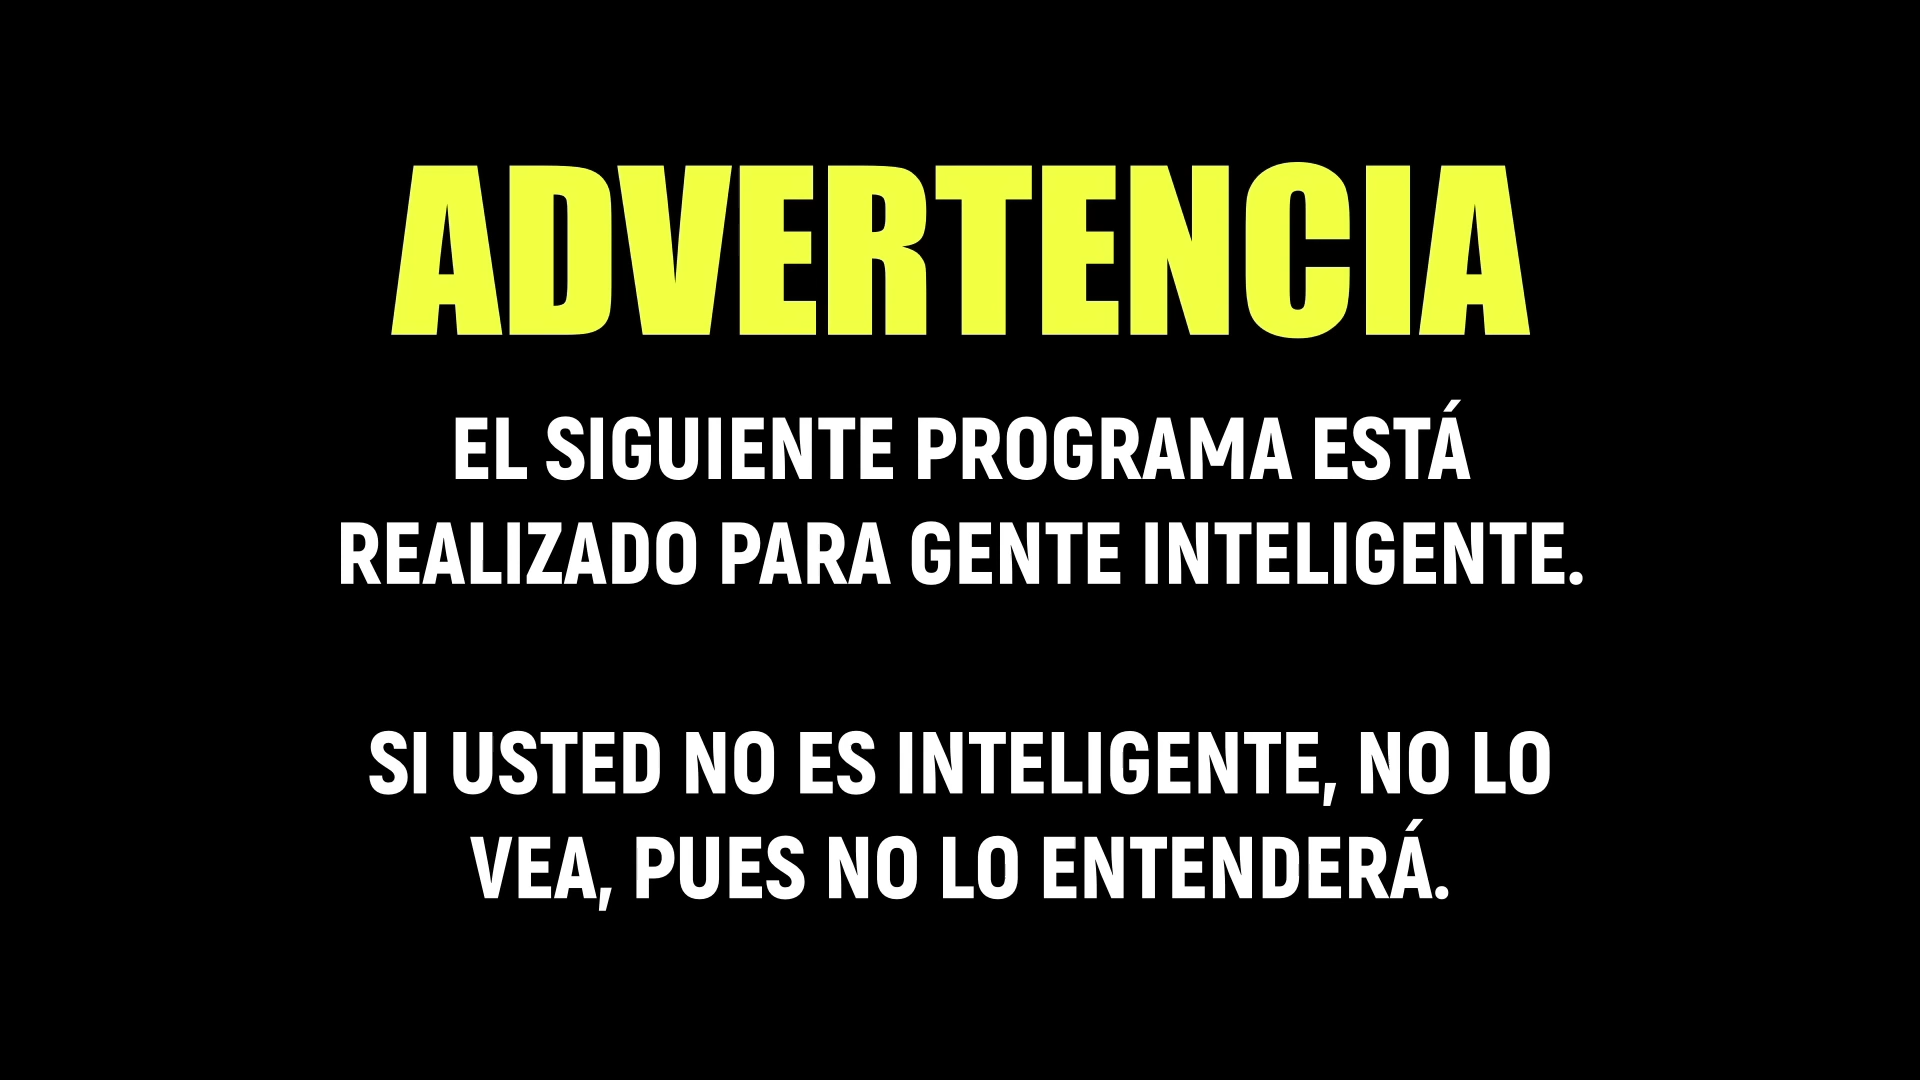 ADVERTENCIA
EL SIGUIENTE PROGRAMA ESTÁ
REALIZADO PARA GENTE INTELIGENTE.
SI USTED NO ES INTELIGENTE, NO LO
VEA, PUES NO LO ENTENDERÁ.